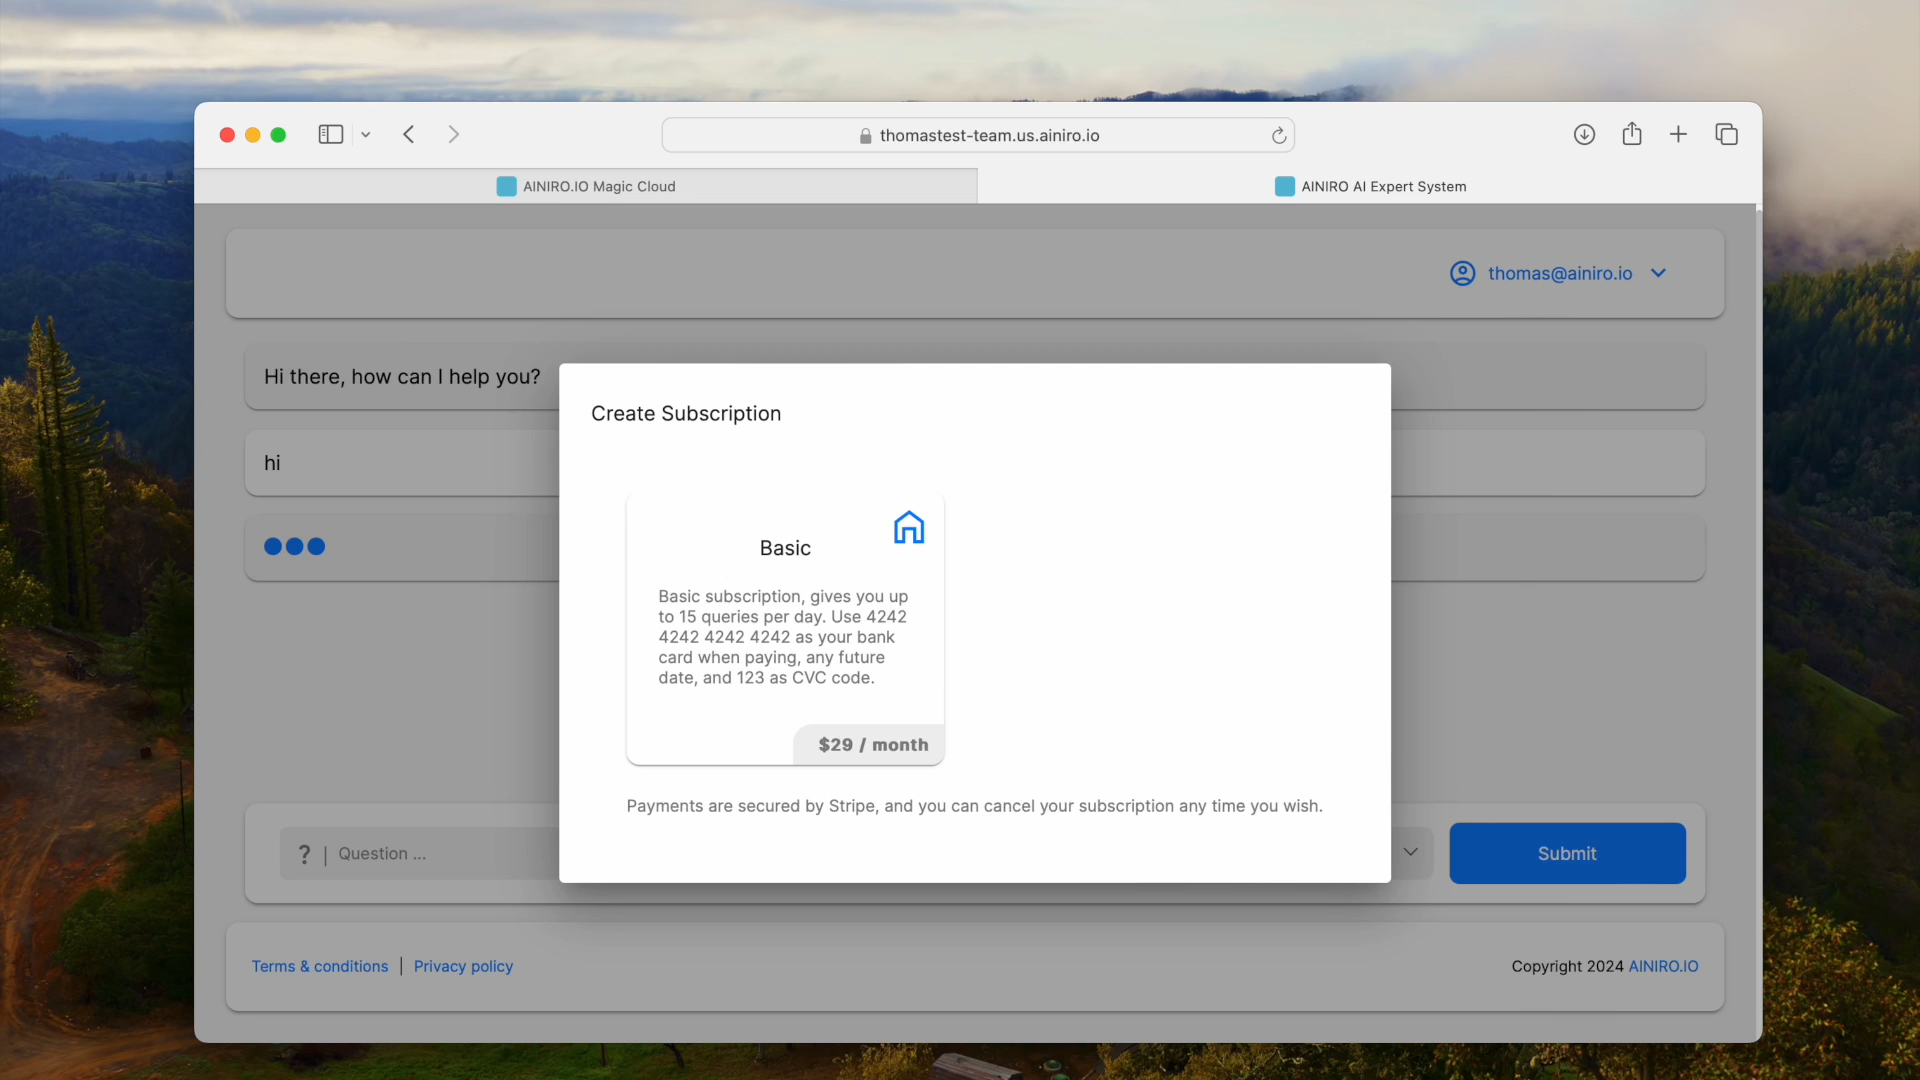 thomastest-team.us.ainiro.io
AINIRO.IO Magic Cloud
AINIRO AI Expert System
thomas@ainiro.io
Hi there, how can I help you?
hi
Create Subscription
Basic
Basic subscription, gives you up
to 15 queries per day. Use 4242
4242 4242 4242 as your bank
card when paying, any future
date, and 123 as CVC code.
$29 / month
Payments are secured by Stripe, and you can cancel your subscription any time you wish.
? | Question ...
Submit
Terms & conditions | Privacy policy
Copyright 2024 AINIRO.IO